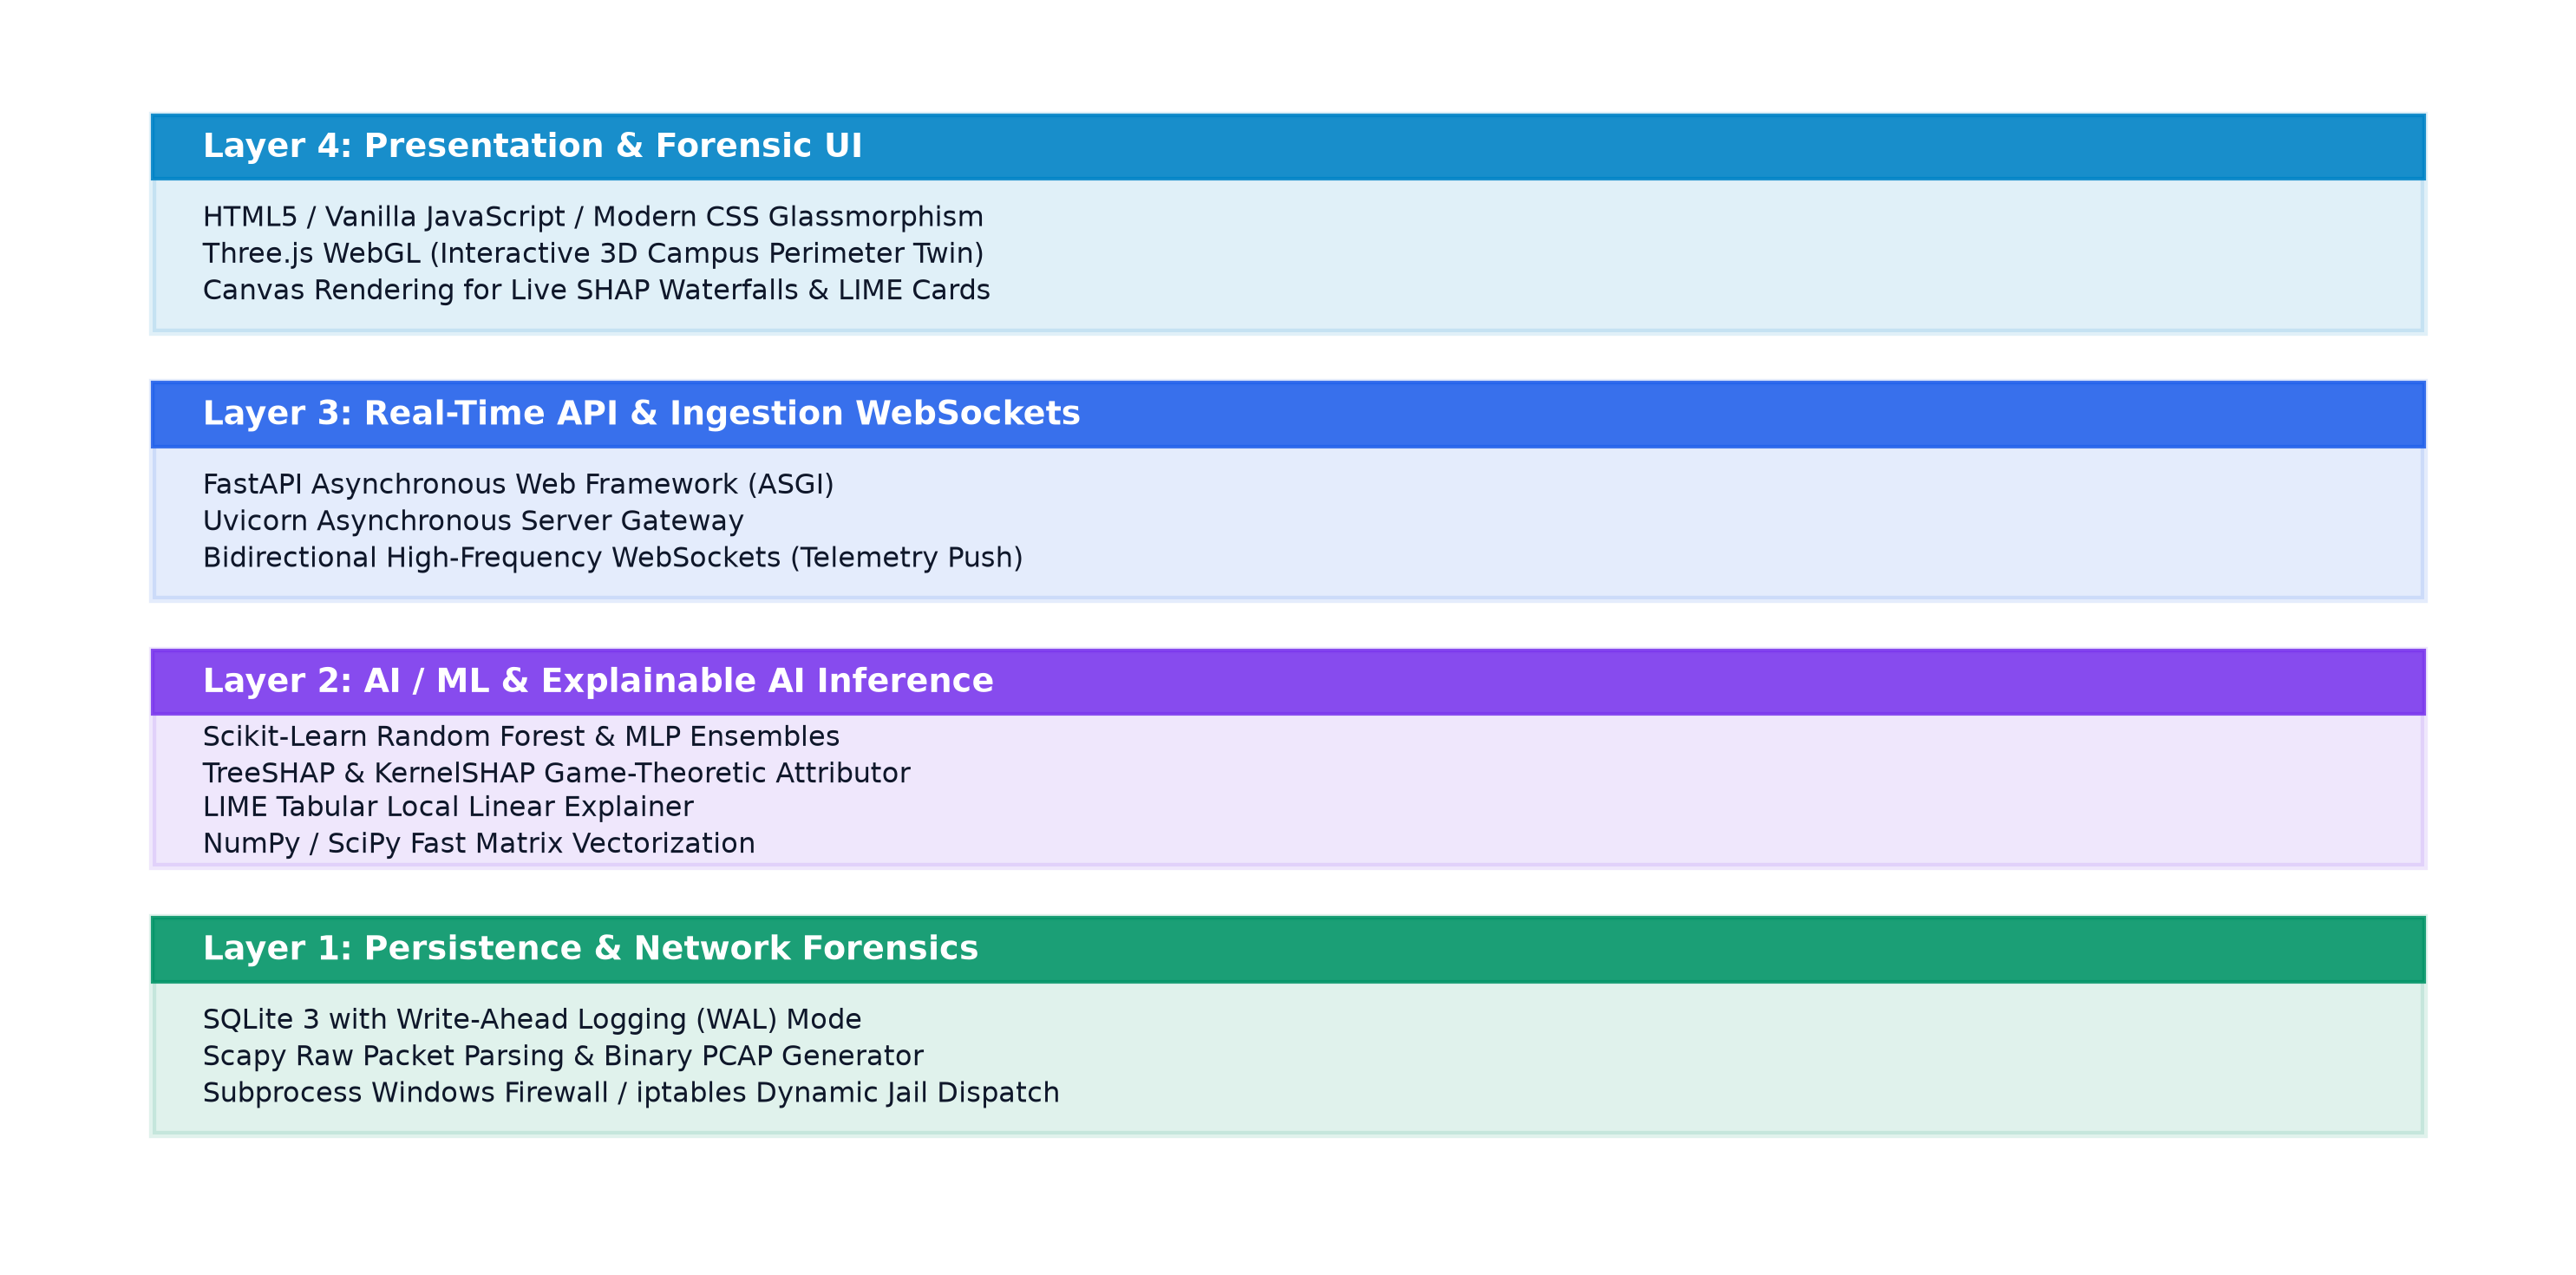 Layer 4: Presentation & Forensic UI
HTML5 / Vanilla JavaScript / Modern CSS Glassmorphism
Three.js WebGL (Interactive 3D Campus Perimeter Twin)
Canvas Rendering for Live SHAP Waterfalls & LIME Cards
Layer 3: Real-Time API & Ingestion WebSockets
FastAPI Asynchronous Web Framework (ASGI)
Uvicorn Asynchronous Server Gateway
Bidirectional High-Frequency WebSockets (Telemetry Push)
Layer 2: AI / ML & Explainable AI Inference
Scikit-Learn Random Forest & MLP Ensembles
TreeSHAP & KernelSHAP Game-Theoretic Attributor
LIME Tabular Local Linear Explainer
NumPy / SciPy Fast Matrix Vectorization
Layer 1: Persistence & Network Forensics
SQLite 3 with Write-Ahead Logging (WAL) Mode
Scapy Raw Packet Parsing & Binary PCAP Generator
Subprocess Windows Firewall / iptables Dynamic Jail Dispatch